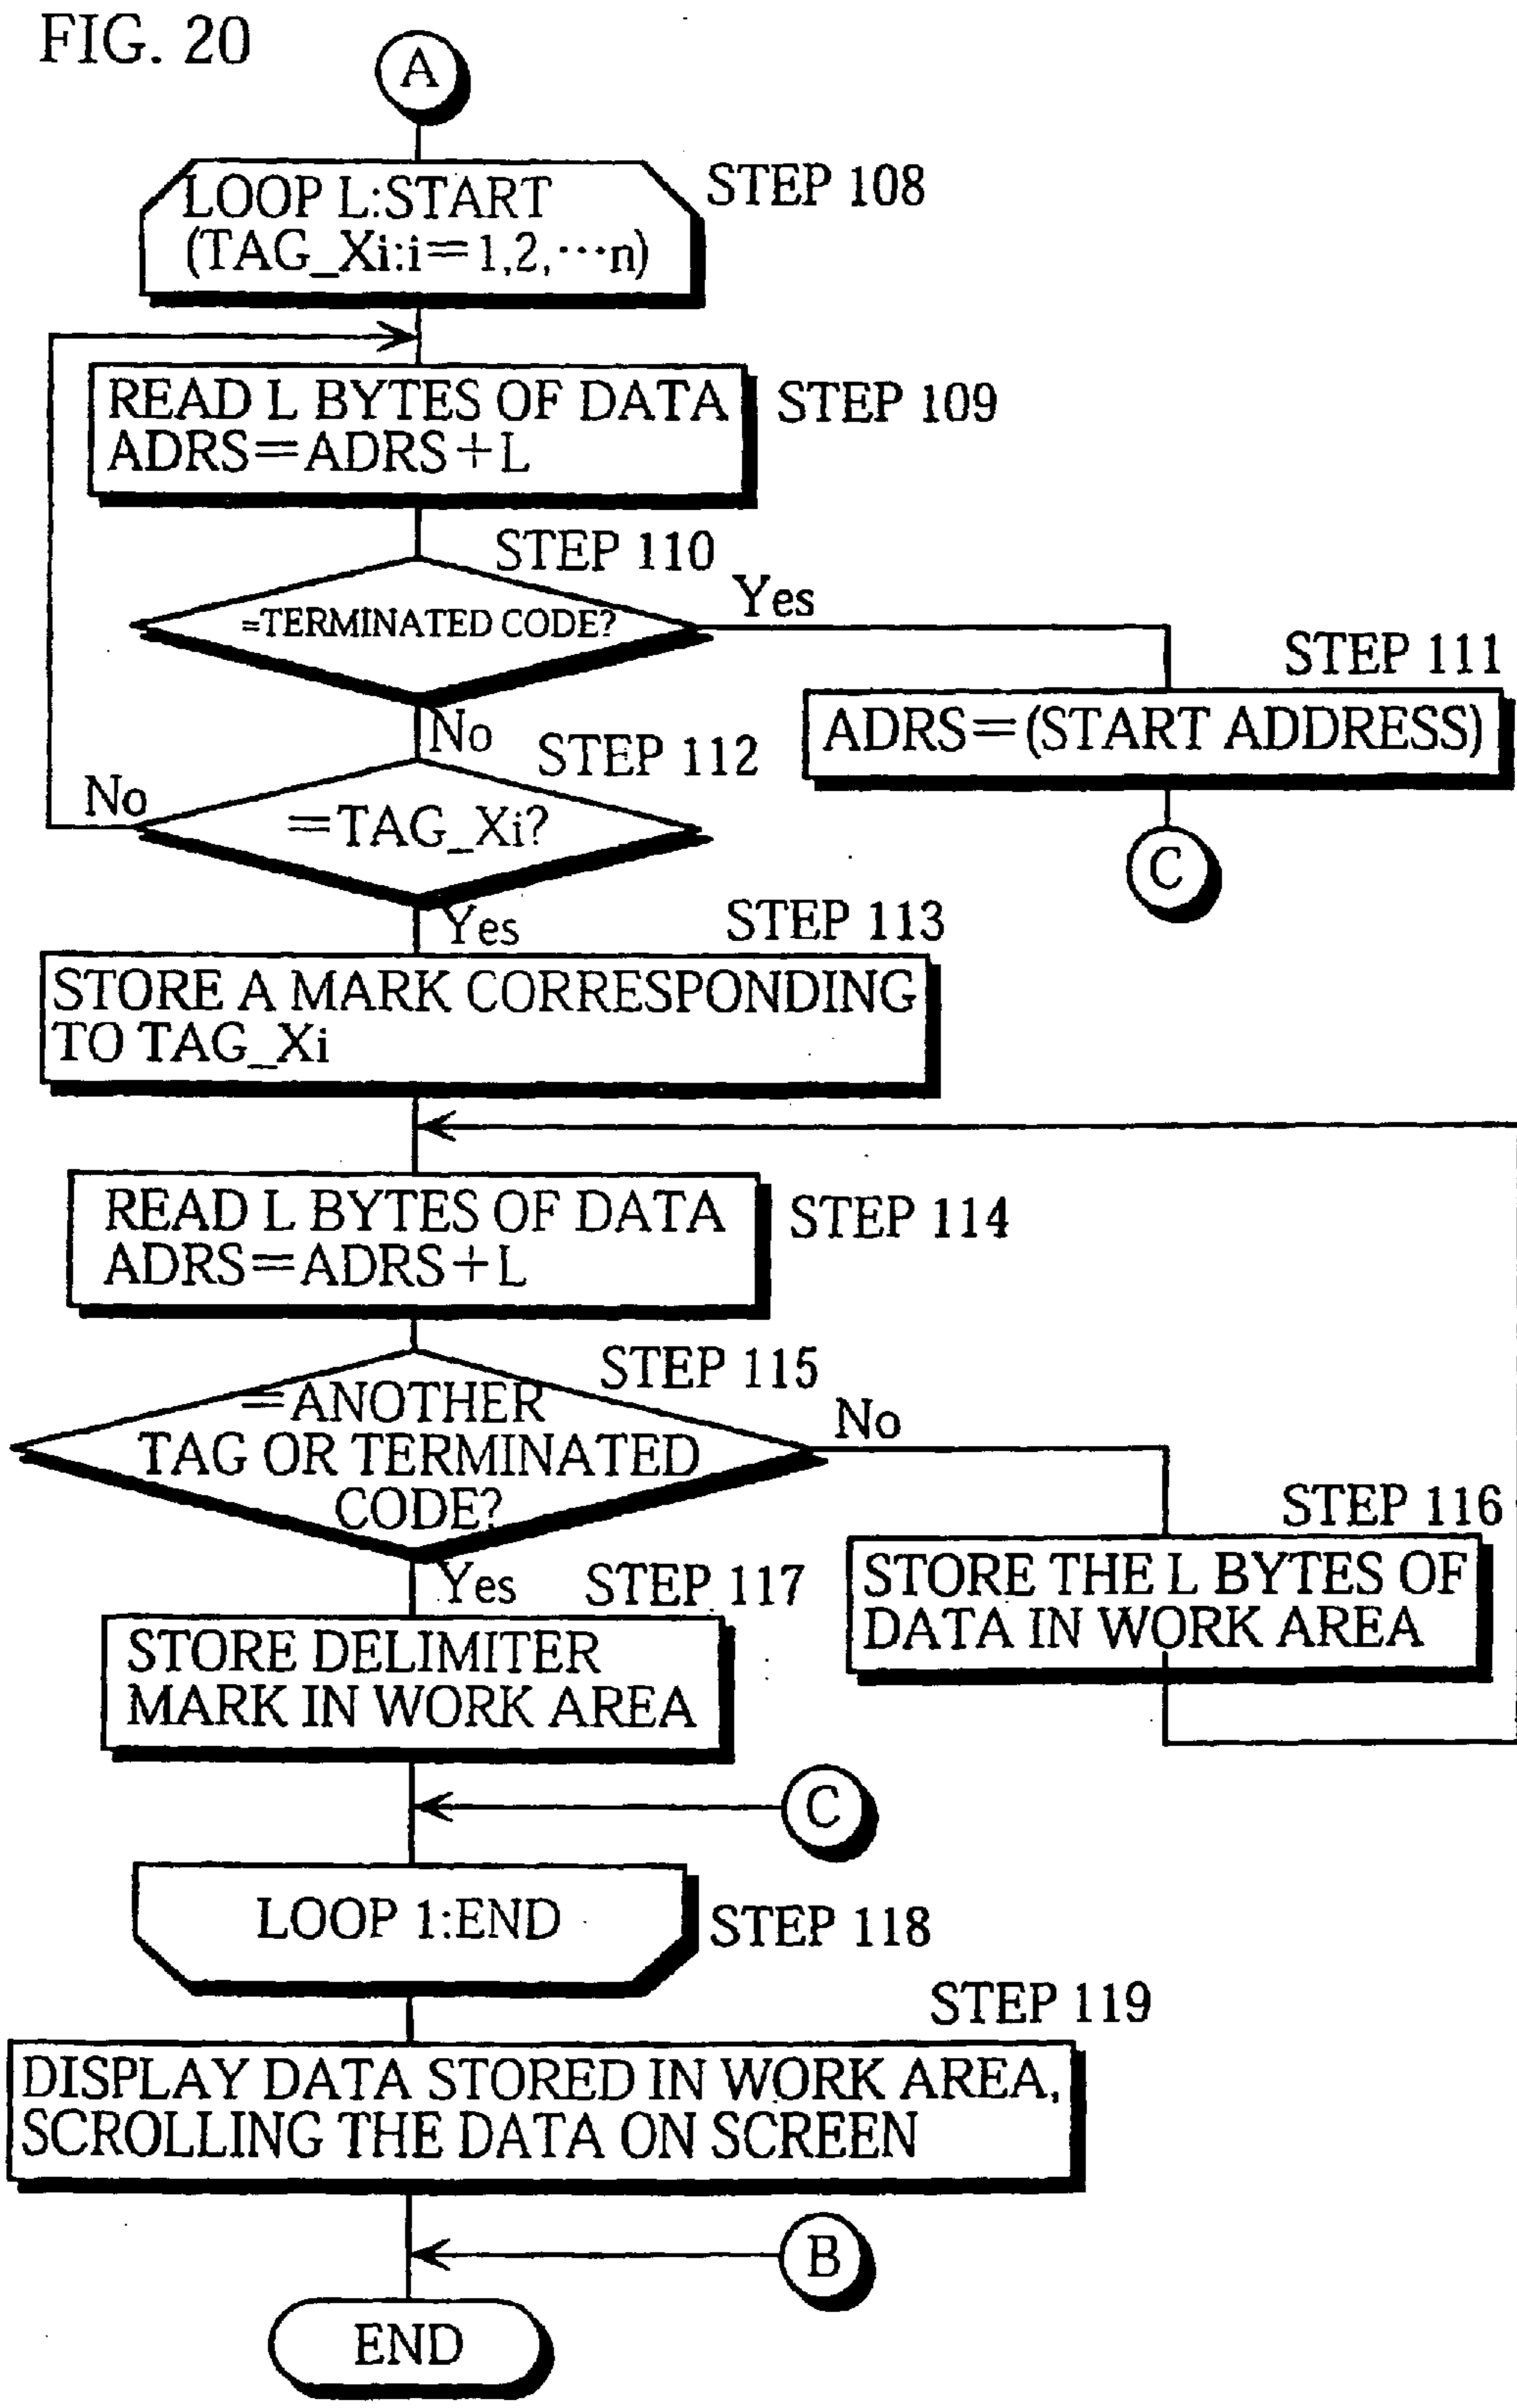 FIG. 20
A
LOOP L:START
(TAG_Xi:i=1,2,···n)
STEP 108
READ L BYTES OF DATA
ADRS=ADRS+L
STEP 109
STEP 110
=TERMINATED CODE?
Yes
No
STEP 111
ADRS=(START ADDRESS)
C
STEP 112
=TAG_Xi?
No
Yes
STEP 113
STORE A MARK CORRESPONDING
TO TAG_Xi
READ L BYTES OF DATA
ADRS=ADRS+L
STEP 114
STEP 115
=ANOTHER
TAG OR TERMINATED
CODE?
No
Yes
STEP 116
STORE THE L BYTES OF
DATA IN WORK AREA
STEP 117
STORE DELIMITER
MARK IN WORK AREA
C
LOOP 1:END
STEP 118
STEP 119
DISPLAY DATA STORED IN WORK AREA,
SCROLLING THE DATA ON SCREEN
B
END